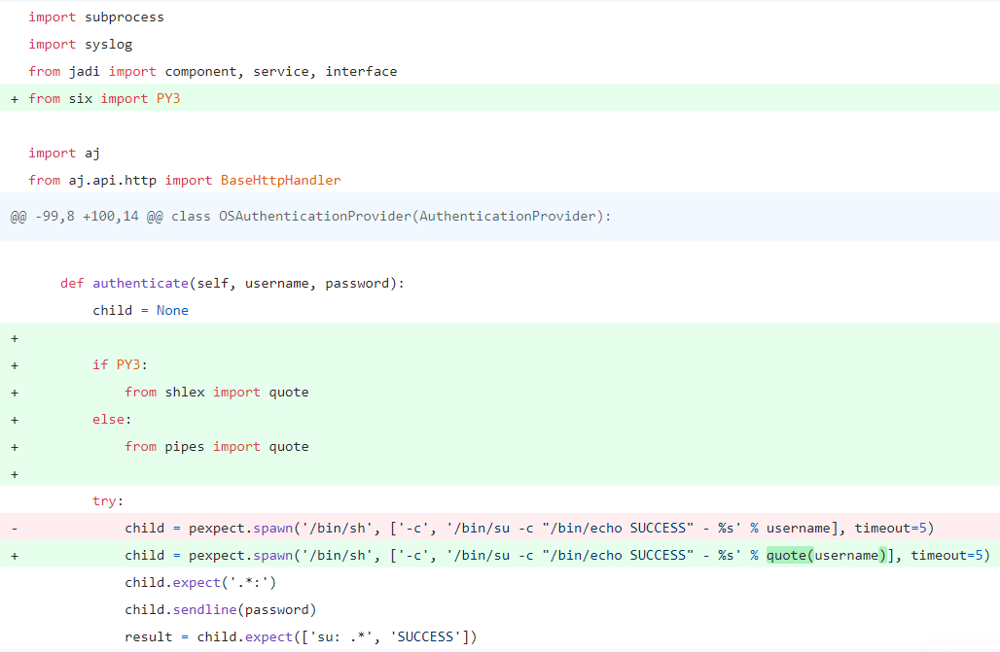 import subprocess
import syslog
from jadi import component, service, interface
+ from six import PY3
import aj
from aj.api.http import BaseHttpHandler
@@ -99,8 +100,14 @@ class OSAuthenticationProvider(AuthenticationProvider):
def authenticate(self, username, password):
child = None
+
+ if PY3:
+ from shlex import quote
+ else:
+ from pipes import quote
+
try:
- child = pexpect.spawn('/bin/sh', ['-c', '/bin/su -c "/bin/echo SUCCESS" - %s' % username], timeout=5)
+ child = pexpect.spawn('/bin/sh', ['-c', '/bin/su -c "/bin/echo SUCCESS" - %s' % quote(username)], timeout=5)
child.expect('.*:')
child.sendline(password)
result = child.expect(['su: .*', 'SUCCESS'])